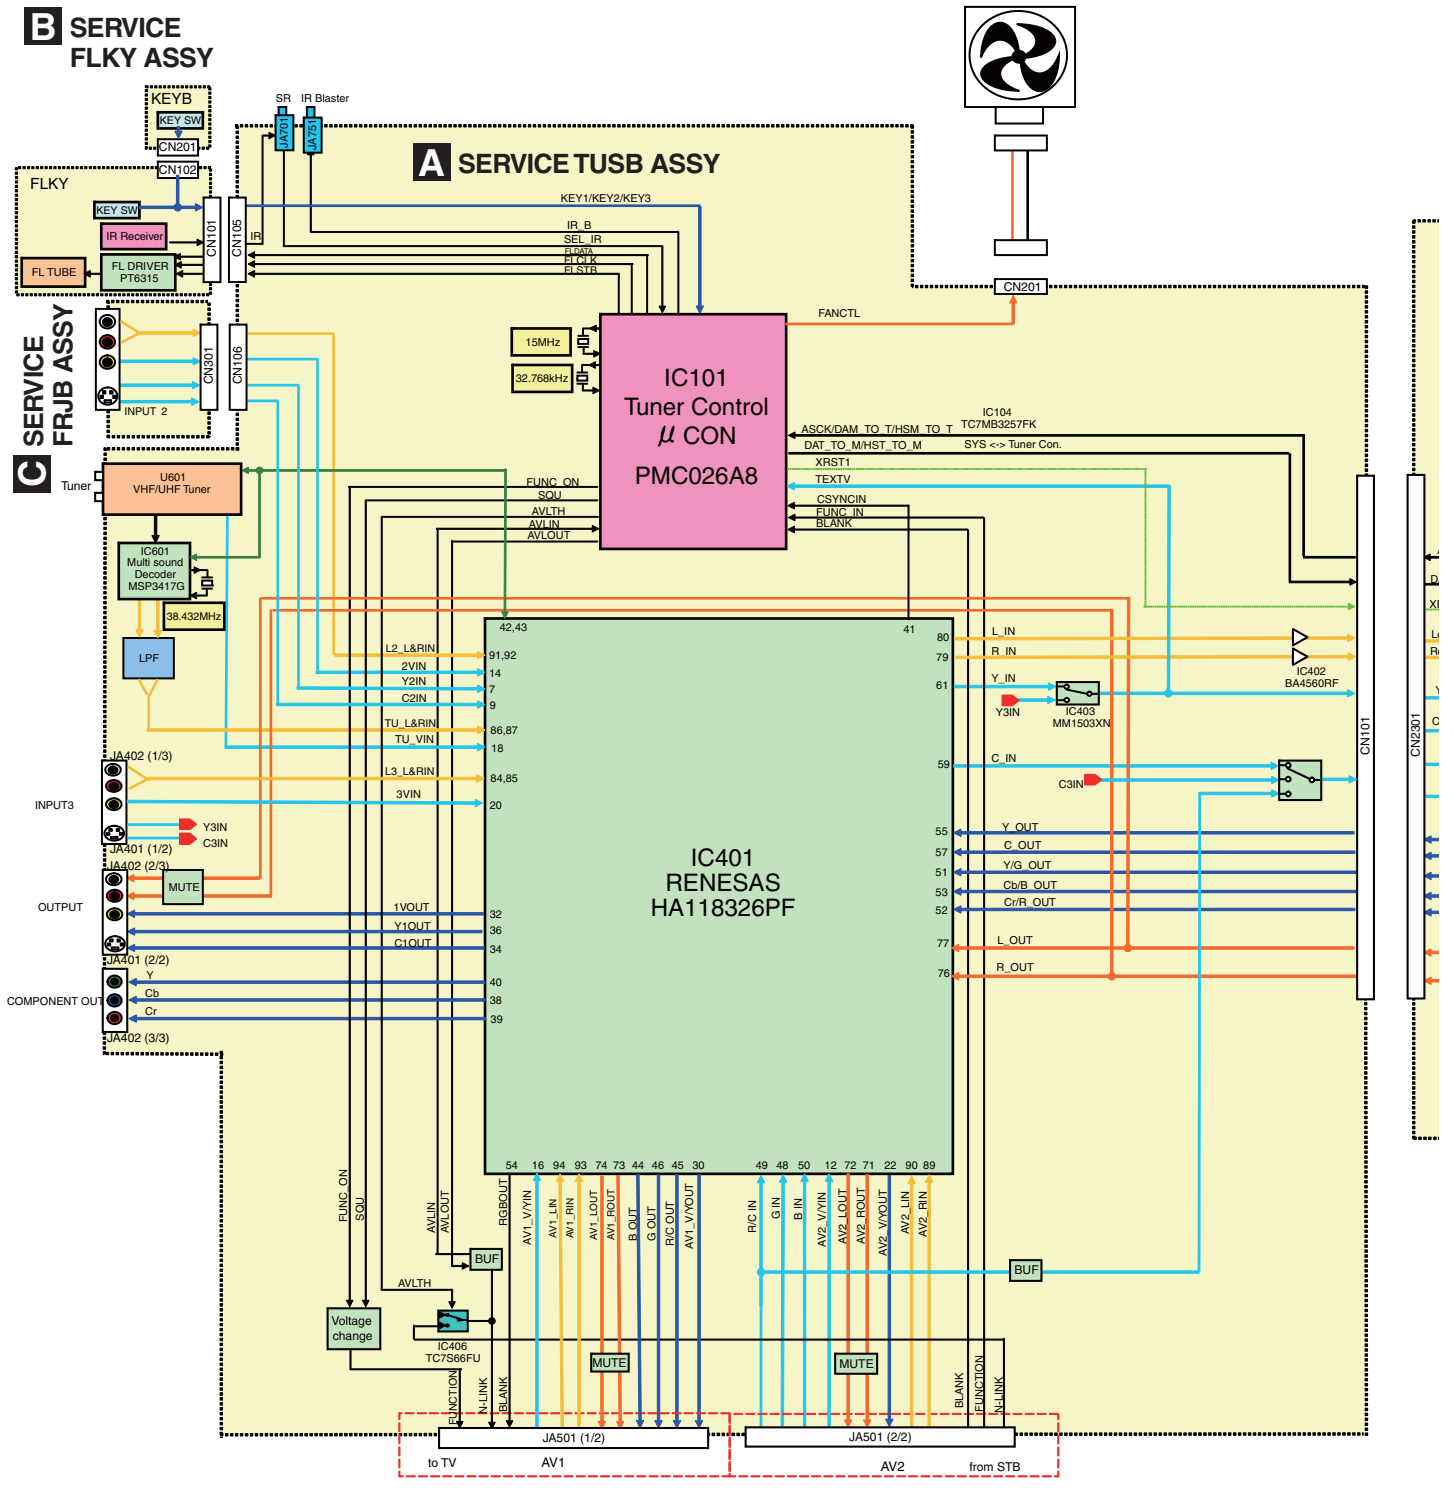 B SERVICE
FLKY ASSY
KEYB
KEY SW
CN201
CN102
FLKY
KEY SW
IR Receiver
FL TUBE
FL DRIVER
PT6315
CN101
CN105
IR
SR
IR Blaster
JA701
JA751
A SERVICE TUSB ASSY
KEY1/KEY2/KEY3
IR_B
SEL_IR
FLDATA
FLCLK
FLSTB
CN201
FANCTL
C SERVICE
FRJB ASSY
INPUT 2
CN301
CN106
15MHz
32.768kHz
IC101
Tuner Control
μ CON
PMC026A8
IC104
TC7MB3257FK
ASCK/DAM_TO_T/HSM_TO_T
DAT_TO_M/HST_TO_M
SYS <-> Tuner Con.
XRST1
TEXTV
CSYNCIN
FUNC_IN
BLANK
Tuner
U601
VHF/UHF Tuner
FUNC_ON
SQU
AVLTH
AVLIN
AVLOUT
IC601
Multi sound
Decoder
MSP3417G
38.432MHz
LPF
42,43
41
L2_L&RIN
91,92
2VIN
14
Y2IN
7
C2IN
9
TU_L&RIN
86,87
TU_VIN
18
L3_L&RIN
84,85
3VIN
20
80
L_IN
79
R_IN
IC402
BA4560RF
61
Y_IN
Y3IN
IC403
MM1503XN
59
C_IN
C3IN
CN101
CN2301
JA402 (1/3)
INPUT3
Y3IN
C3IN
JA401 (1/2)
JA402 (2/3)
MUTE
OUTPUT
JA401 (2/2)
1VOUT
32
Y1OUT
36
C1OUT
34
COMPONENT OUT
Y
40
Cb
38
Cr
39
JA402 (3/3)
IC401
RENESAS
HA118326PF
55
Y_OUT
57
C_OUT
51
Y/G_OUT
53
Cb/B_OUT
52
Cr/R_OUT
77
L_OUT
76
R_OUT
54 16 94 93 74 73 44 46 45 30
49 48 50 12 72 71 22 90 89
FUNC_ON
SQU
AVLIN
AVLOUT
RGBOUT
AV1_V/YIN
AV1_LIN
AV1_RIN
AV1_LOUT
AV1_ROUT
B OUT
G OUT
R/C OUT
AV1_V/YOUT
R/C IN
G IN
B IN
AV2_V/YIN
AV2_LOUT
AV2_ROUT
AV2_V/YOUT
AV2_LIN
AV2_RIN
BUF
BUF
AVLTH
Voltage
change
IC406
TC7S66FU
MUTE
MUTE
FUNCTION
N-LINK
BLANK
BLANK
FUNCTION
N-LINK
JA501 (1/2)
JA501 (2/2)
to TV
AV1
AV2
from STB